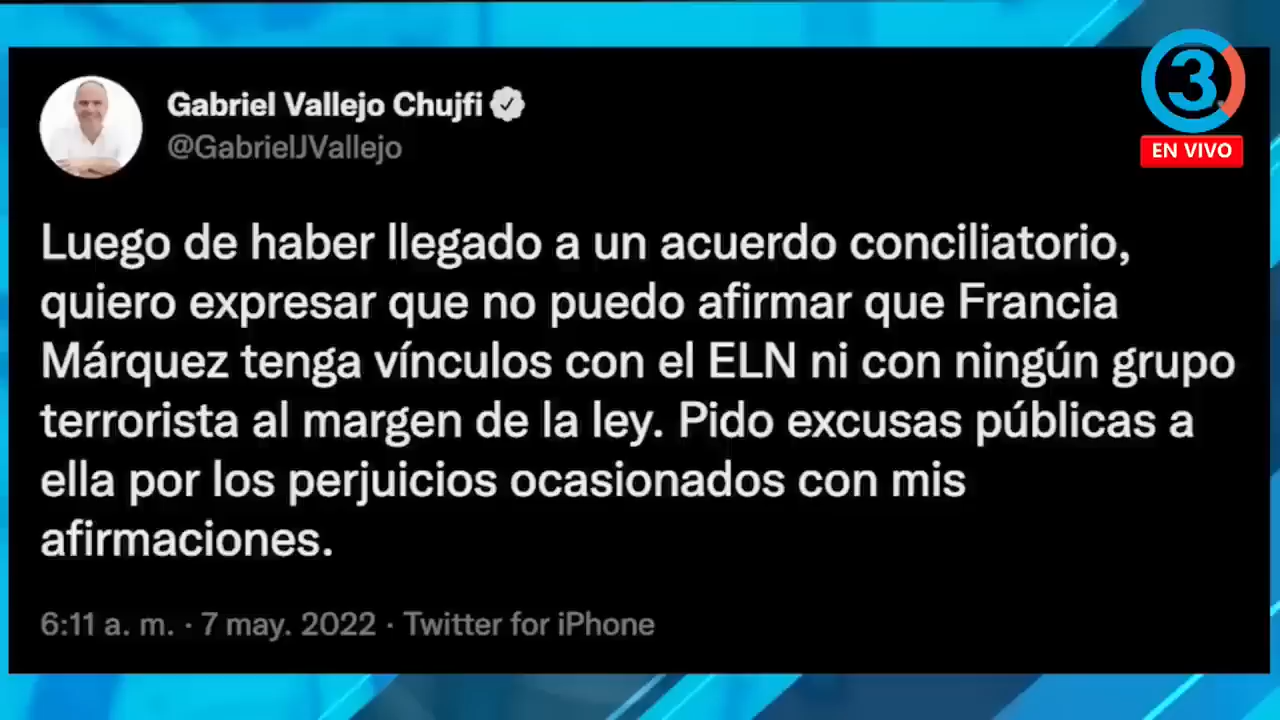 Gabriel Vallejo Chujfi
@GabrielJVallejo
3
EN VIVO
Luego de haber llegado a un acuerdo conciliatorio,
quiero expresar que no puedo afirmar que Francia
Márquez tenga vínculos con el ELN ni con ningún grupo
terrorista al margen de la ley. Pido excusas públicas a
ella por los perjuicios ocasionados con mis
afirmaciones.
6:11 a. m. · 7 may. 2022 · Twitter for iPhone